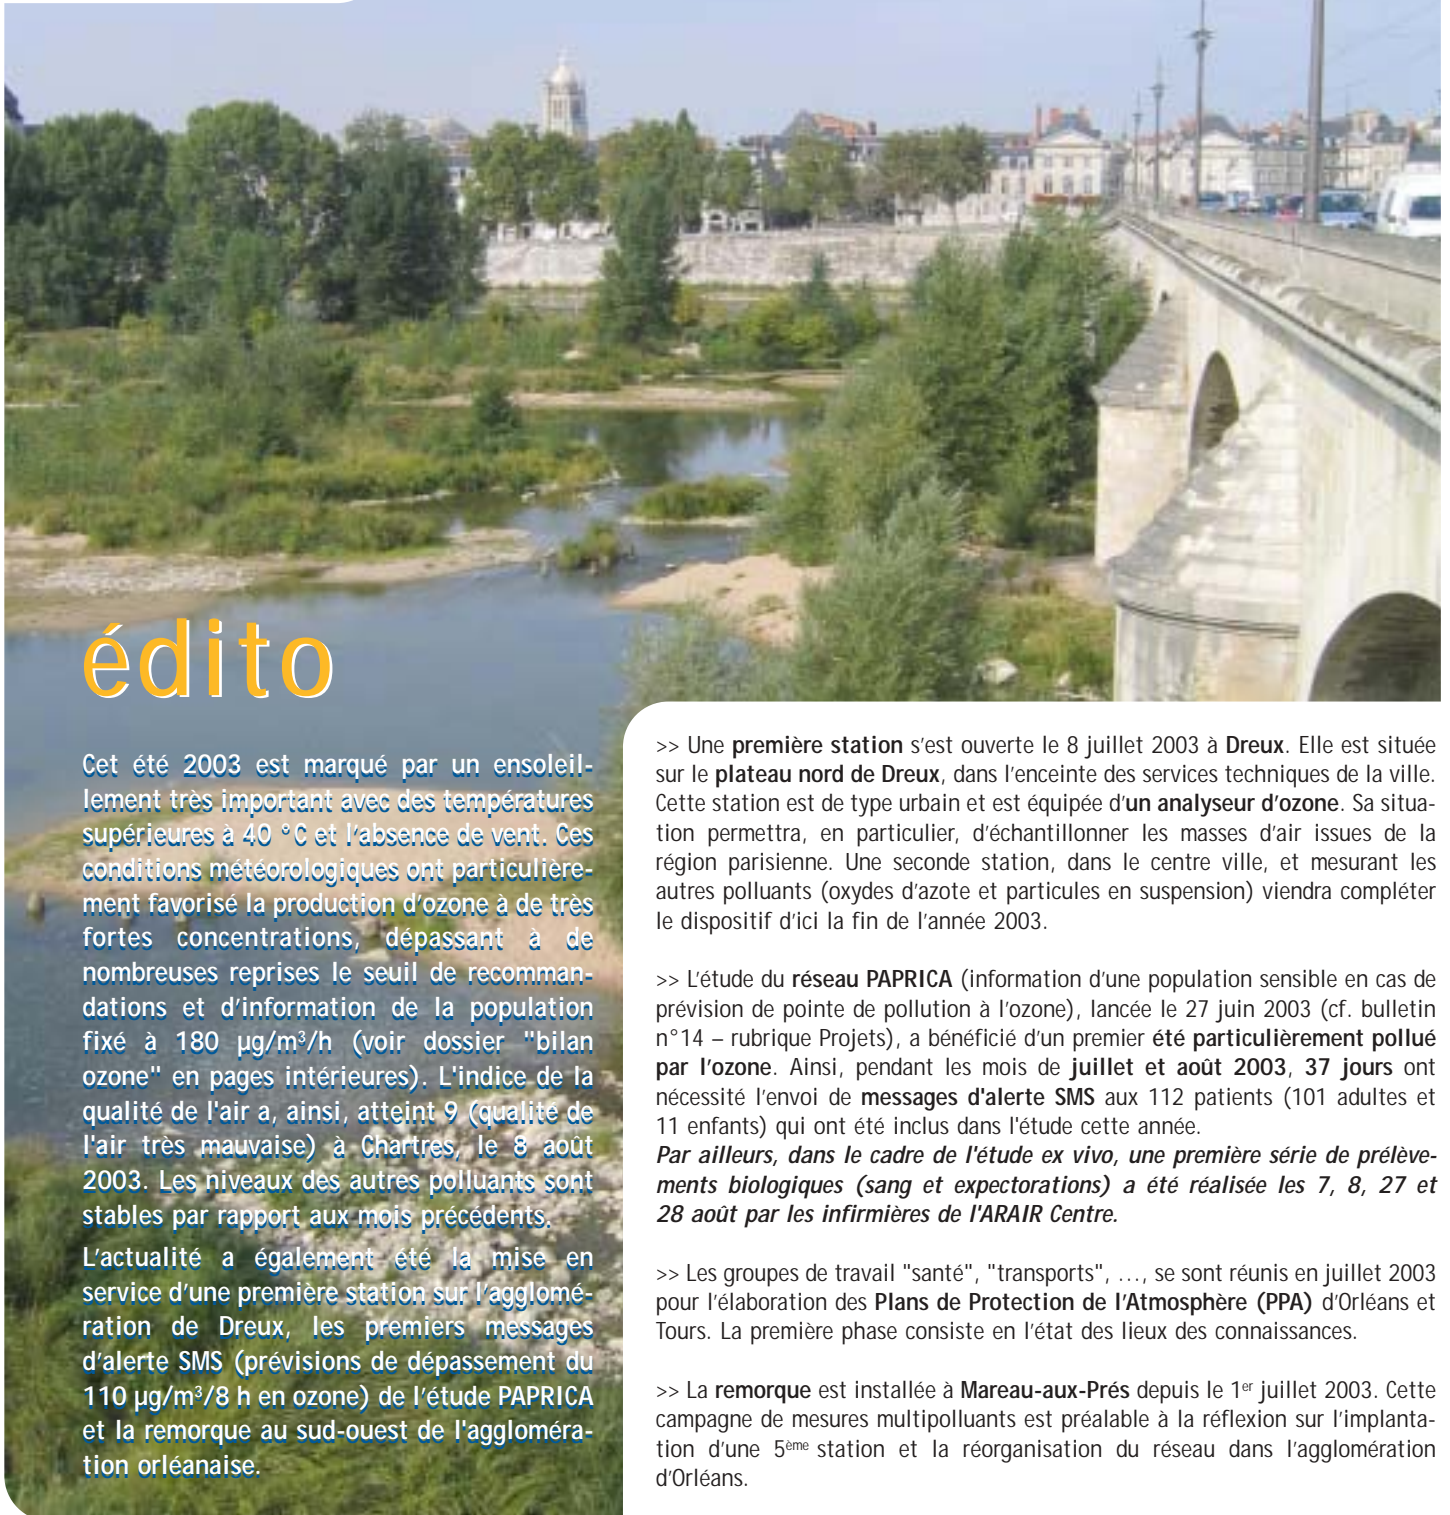 édito
Cet été 2003 est marqué par un ensoleil-
lement très important avec des températures
supérieures à 40 °C et l'absence de vent. Ces
conditions météorologiques ont particulière-
ment favorisé la production d'ozone à de très
fortes concentrations, dépassant à de
nombreuses reprises le seuil de recomman-
dations et d'information de la population
fixé à 180 µg/m³/h (voir dossier "bilan
ozone" en pages intérieures). L'indice de la
qualité de l'air a, ainsi, atteint 9 (qualité de
l'air très mauvaise) à Chartres, le 8 août
2003. Les niveaux des autres polluants sont
stables par rapport aux mois précédents.
L'actualité a également été la mise en
service d'une première station sur l'agglomé-
ration de Dreux, les premiers messages
d'alerte SMS (prévisions de dépassement du
110 µg/m³/8 h en ozone) de l'étude PAPRICA
et la remorque au sud-ouest de l'aggloméra-
tion orléanaise.
>> Une première station s'est ouverte le 8 juillet 2003 à Dreux. Elle est située
sur le plateau nord de Dreux, dans l'enceinte des services techniques de la ville.
Cette station est de type urbain et est équipée d'un analyseur d'ozone. Sa situa-
tion permettra, en particulier, d'échantillonner les masses d'air issues de la
région parisienne. Une seconde station, dans le centre ville, et mesurant les
autres polluants (oxydes d'azote et particules en suspension) viendra compléter
le dispositif d'ici la fin de l'année 2003.
>> L'étude du réseau PAPRICA (information d'une population sensible en cas de
prévision de pointe de pollution à l'ozone), lancée le 27 juin 2003 (cf. bulletin
n°14 – rubrique Projets), a bénéficié d'un premier été particulièrement pollué
par l'ozone. Ainsi, pendant les mois de juillet et août 2003, 37 jours ont
nécessité l'envoi de messages d'alerte SMS aux 112 patients (101 adultes et
11 enfants) qui ont été inclus dans l'étude cette année.
Par ailleurs, dans le cadre de l'étude ex vivo, une première série de prélève-
ments biologiques (sang et expectorations) a été réalisée les 7, 8, 27 et
28 août par les infirmières de l'ARAIR Centre.
>> Les groupes de travail "santé", "transports", …, se sont réunis en juillet 2003
pour l'élaboration des Plans de Protection de l'Atmosphère (PPA) d'Orléans et
Tours. La première phase consiste en l'état des lieux des connaissances.
>> La remorque est installée à Mareau-aux-Prés depuis le 1er juillet 2003. Cette
campagne de mesures multipolluants est préalable à la réflexion sur l'implanta-
tion d'une 5ème station et la réorganisation du réseau dans l'agglomération
d'Orléans.